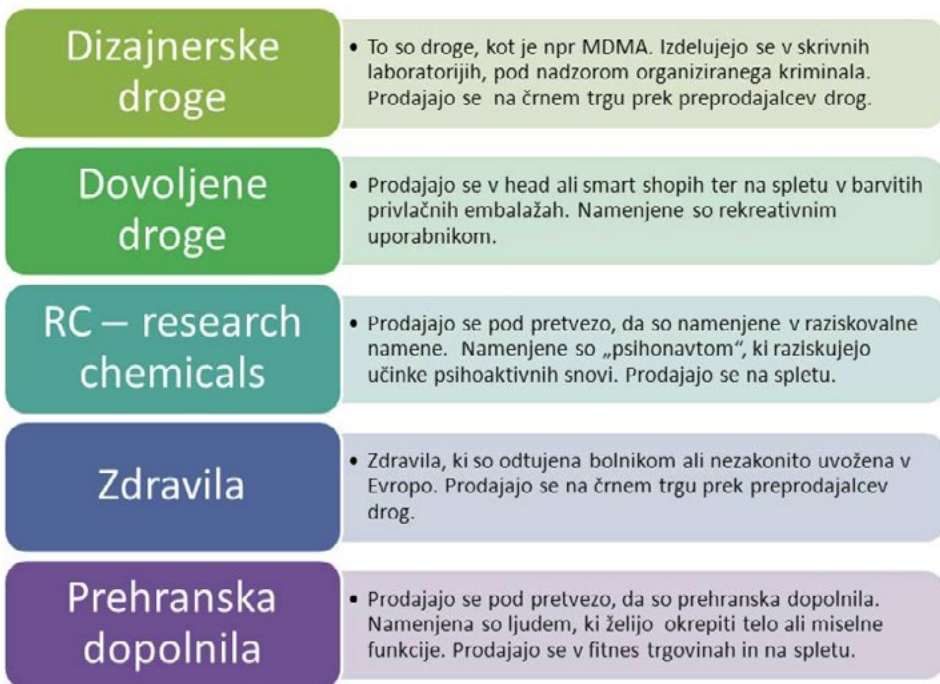 Dizajnerske
droge
• To so droge, kot je npr MDMA. Izdelujejo se v skrivnih
laboratorijih, pod nadzorom organiziranega kriminala.
Prodajajo se na črnem trgu prek preprodajalcev drog.
Dovoljene
droge
• Prodajajo se v head ali smart shopih ter na spletu v barvitih
privlačnih embalažah. Namenjene so rekreativnim
uporabnikom.
RC – research
chemicals
• Prodajajo se pod pretvezo, da so namenjene v raziskovalne
namene. Namenjene so „psihonavtom“, ki raziskujejo
učinke psihoaktivnih snovi. Prodajajo se na spletu.
Zdravila
• Zdravila, ki so odtujena bolnikom ali nezakonito uvožena v
Evropo. Prodajajo se na črnem trgu prek preprodajalcev
drog.
Prehranska
dopolnila
• Prodajajo se pod pretvezo, da so prehranska dopolnila.
Namenjena so ljudem, ki želijo okrepiti telo ali miselne
funkcije. Prodajajo se v fitnes trgovinah in na spletu.